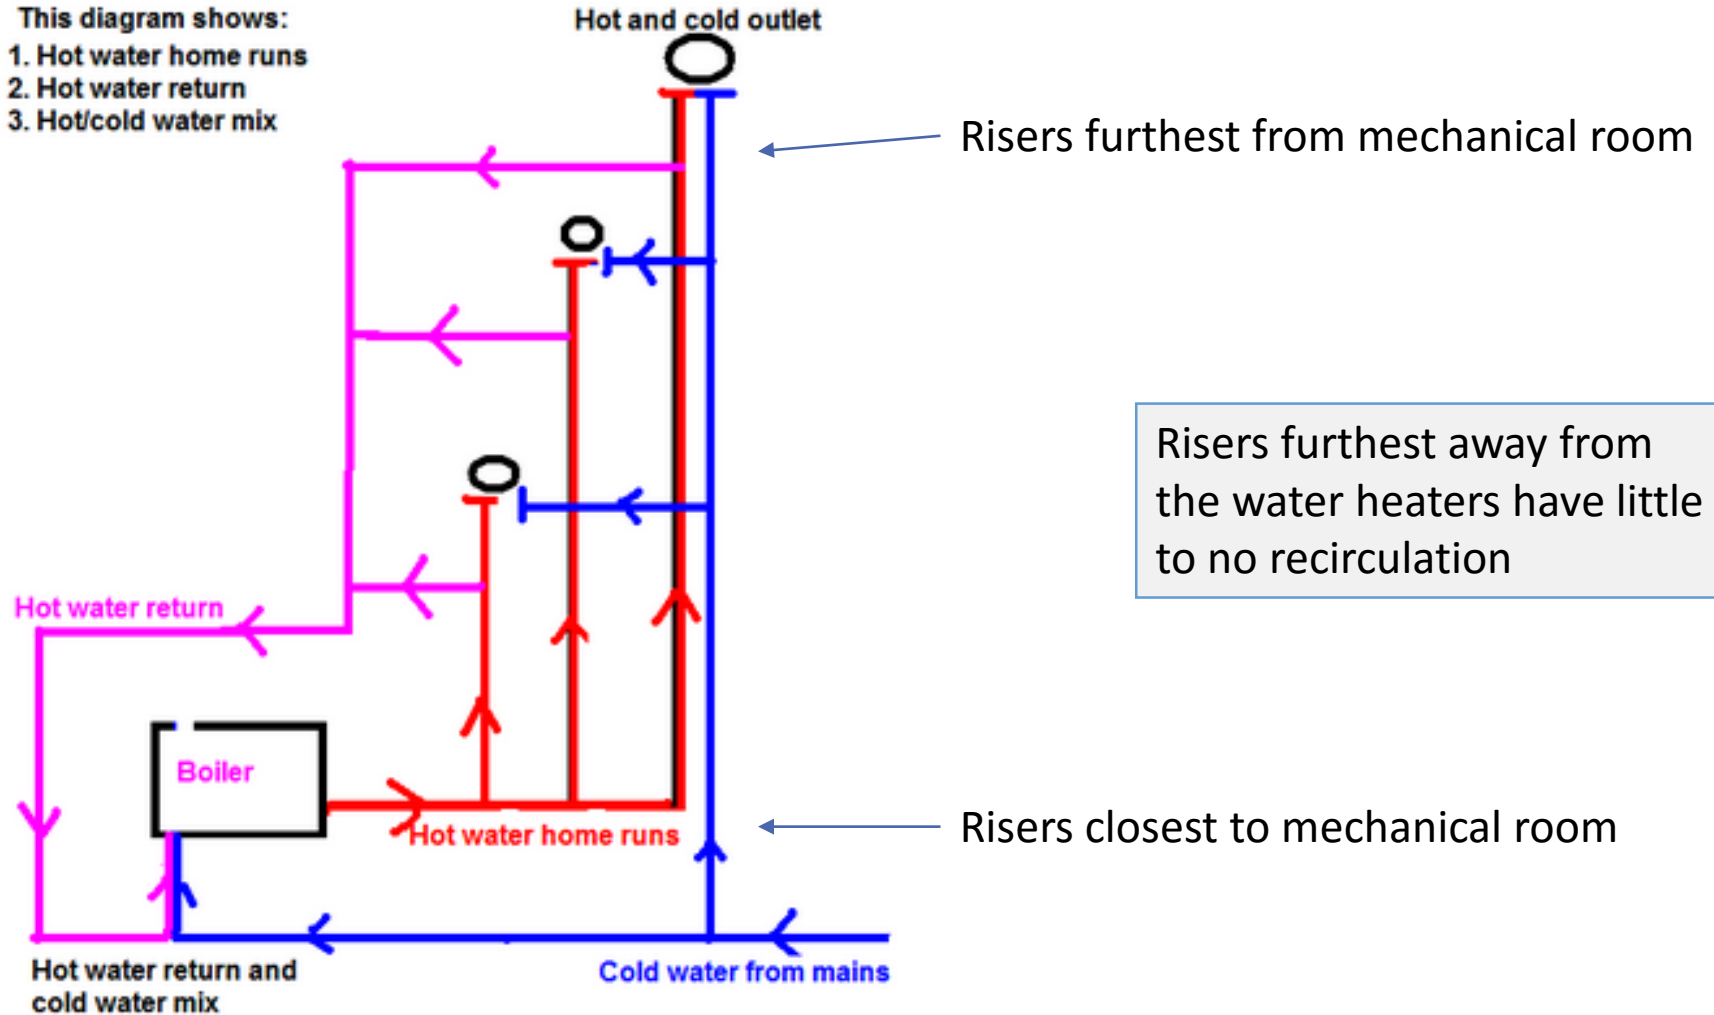 This diagram shows:
1. Hot water home runs
2. Hot water return
3. Hot/cold water mix
Hot and cold outlet
Risers furthest from mechanical room
Risers furthest away from
the water heaters have little
to no recirculation
Hot water return
Boiler
Hot water home runs
Risers closest to mechanical room
Hot water return and
cold water mix
Cold water from mains